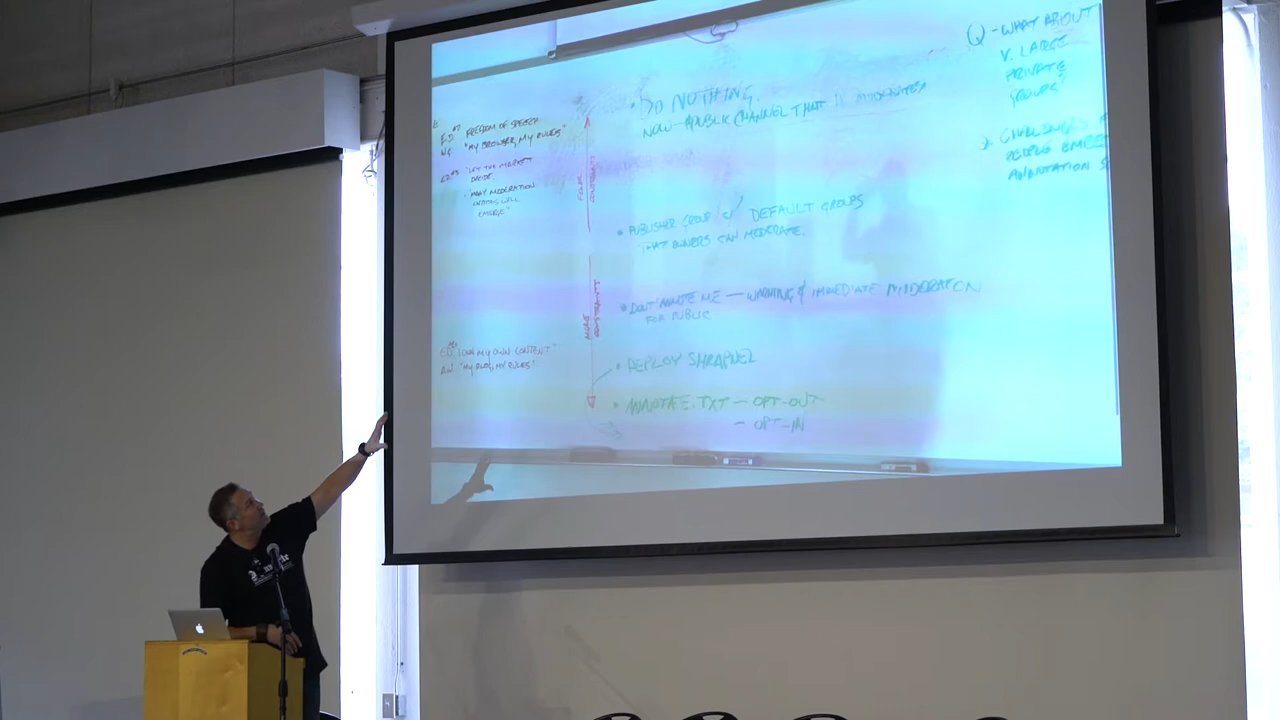 Q - WHAT ABOUT
V. LARGE
PRIVATE
GROUPS?
• DO NOTHING.
NON-PUBLIC CHANNEL THAT IS MODERATED
FREEDOM OF SPEECH
"MY BROWSER, MY RULES"
"LET THE MARKET
DECIDE
MANY MODERATION
ENTITIES WILL
EMERGE"
• PUBLISHER GROUP w/ DEFAULT GROUPS
THAT OWNERS CAN MODERATE.
MORE
• DON'T ANNOTATE ME — WARNING & IMMEDIATE MODERATION
FOR PUBLIC
I OWN MY OWN CONTENT"
"MY BLOG, MY RULES"
• DEPLOY SHRAPNEL
• ANNOTATE.TXT — OPT-OUT
- OPT-IN
PEOPLE
ANNOTATION